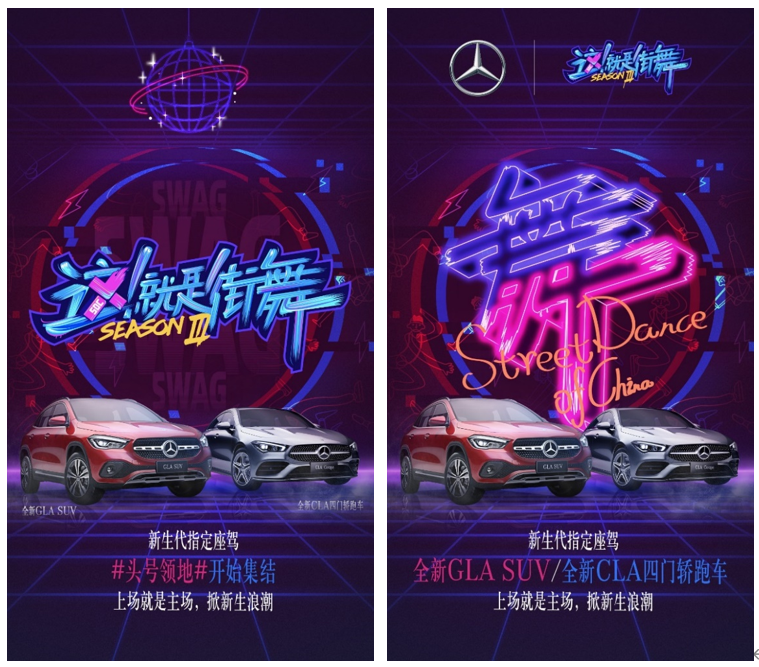 SWAG
SWAG
SWAG
这!就是街舞
SDC
SEASON III
GLA SUV
全新GLA SUV
全新CLA四门轿跑车
新生代指定座驾
#头号领地#开始集结
上场就是主场，掀新生浪潮
这!就是街舞
SEASON III
舞
Street Dance
of China
GLA SUV
新生代指定座驾
全新GLA SUV/全新CLA四门轿跑车
上场就是主场，掀新生浪潮